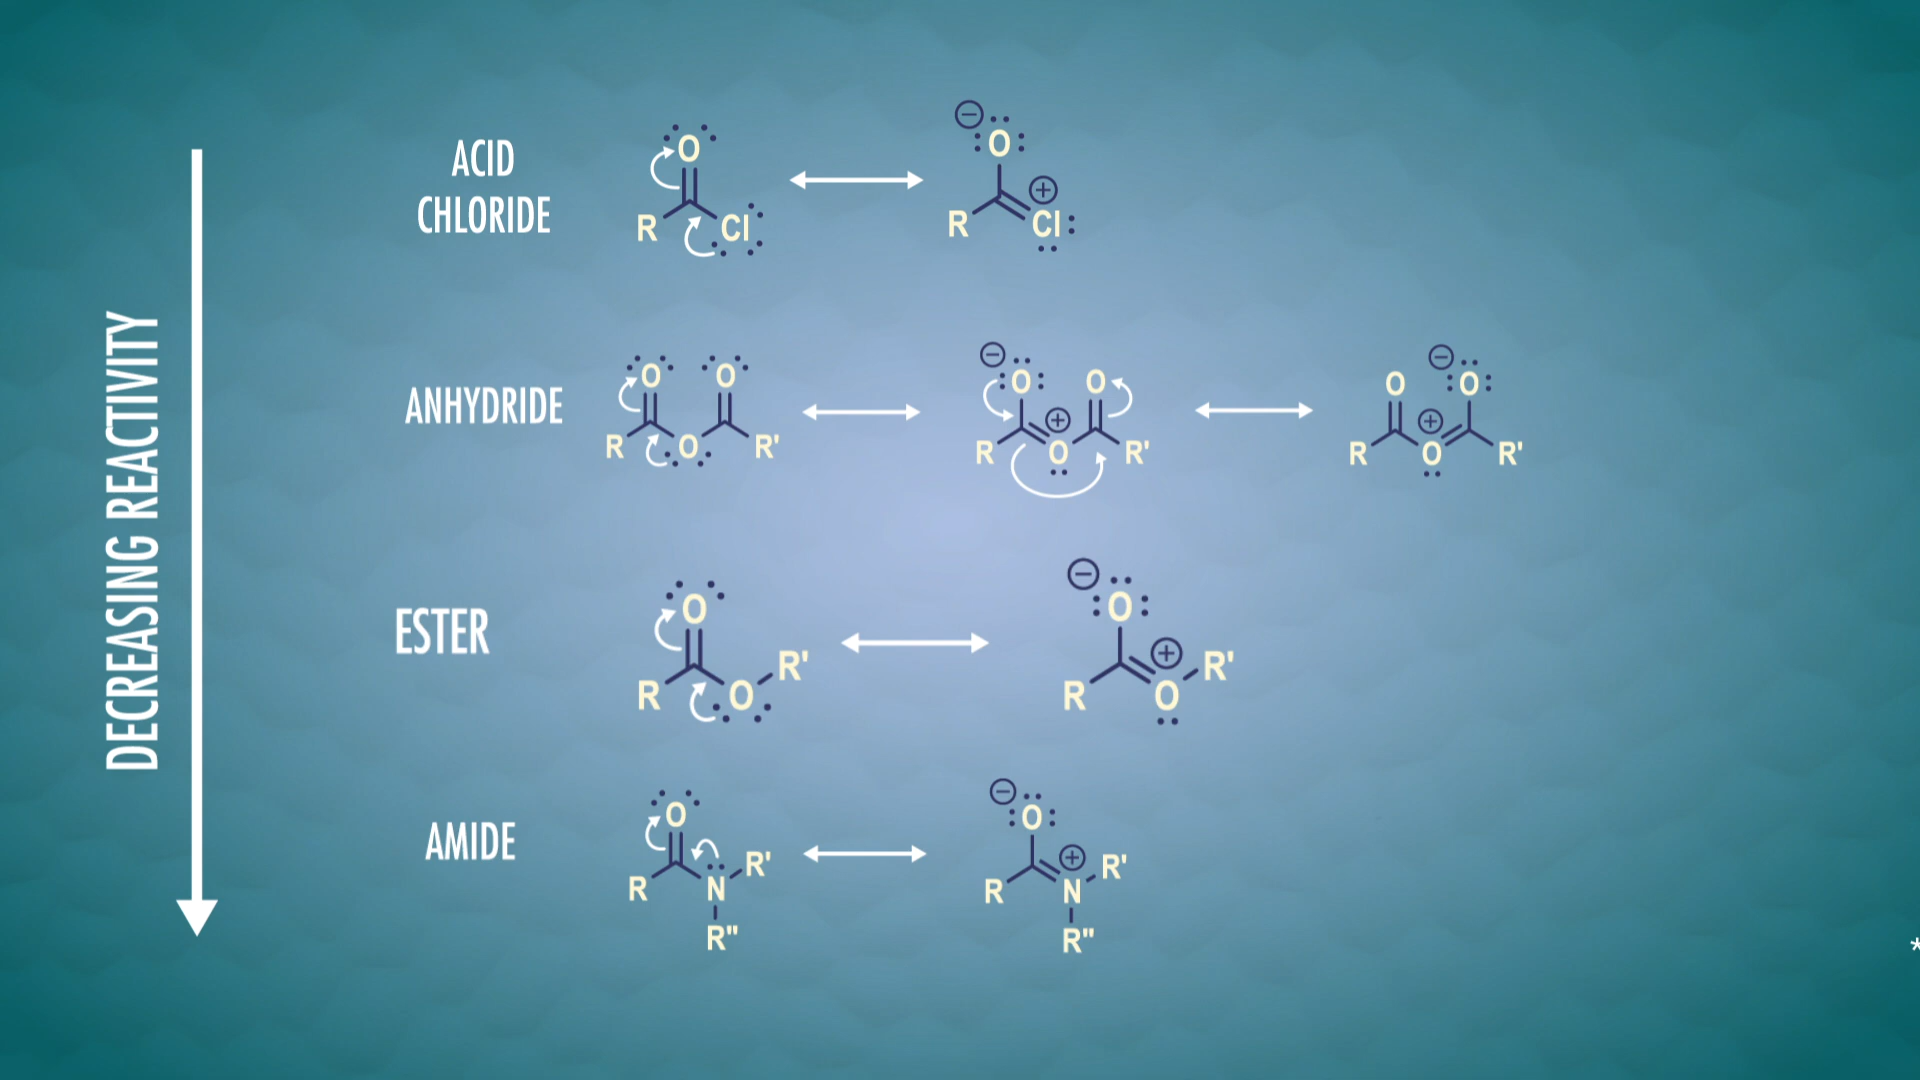 DECREASING REACTIVITY
ACID
CHLORIDE
O
R
Cl
⊖
O
⊕
R
Cl
ANHYDRIDE
O O
R O R'
⊖
O O
⊕
R O R'
⊖
O O
⊕
R O R'
ESTER
O
R'
R O
⊖
O
⊕
R'
R O
AMIDE
O
R'
R N
R"
⊖
O
⊕
R'
R N
R"
*